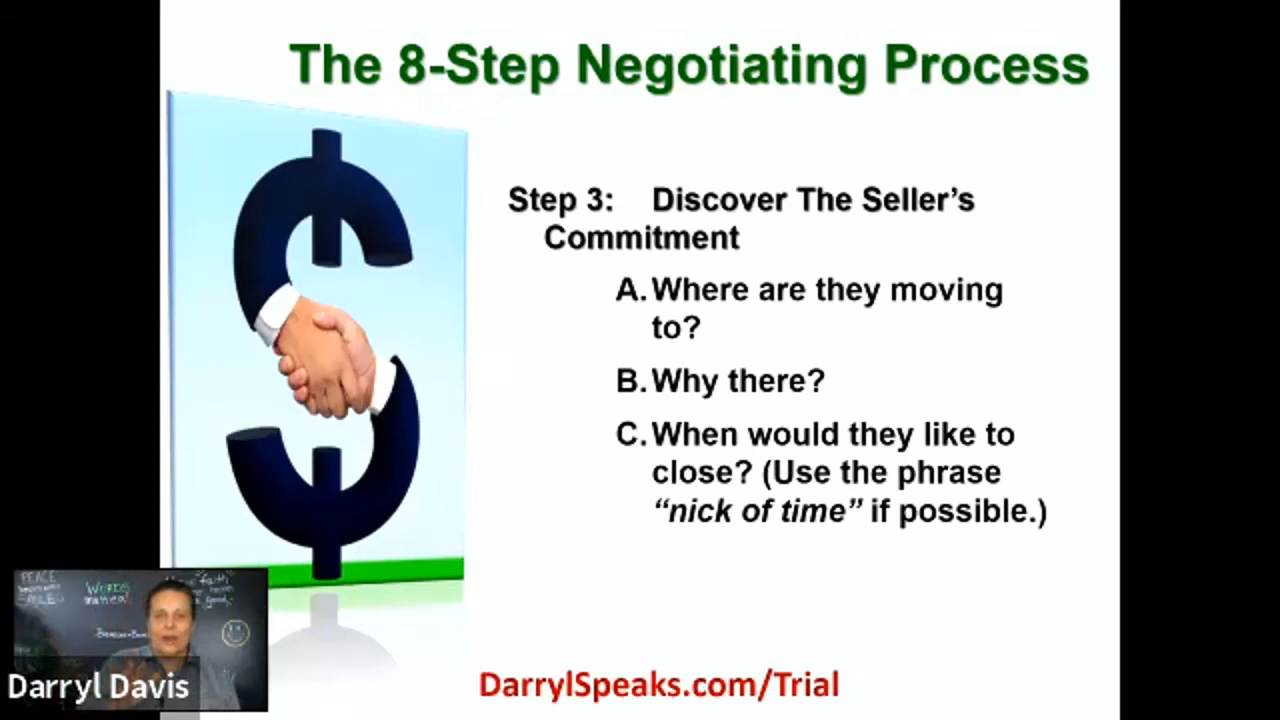 The 8-Step Negotiating Process
Step 3: Discover The Seller’s
Commitment
A. Where are they moving
to?
B. Why there?
C. When would they like to
close? (Use the phrase
“nick of time” if possible.)
PEACE
WORDS
faith
SMILE
Darryl Davis
DarrylSpeaks.com/Trial